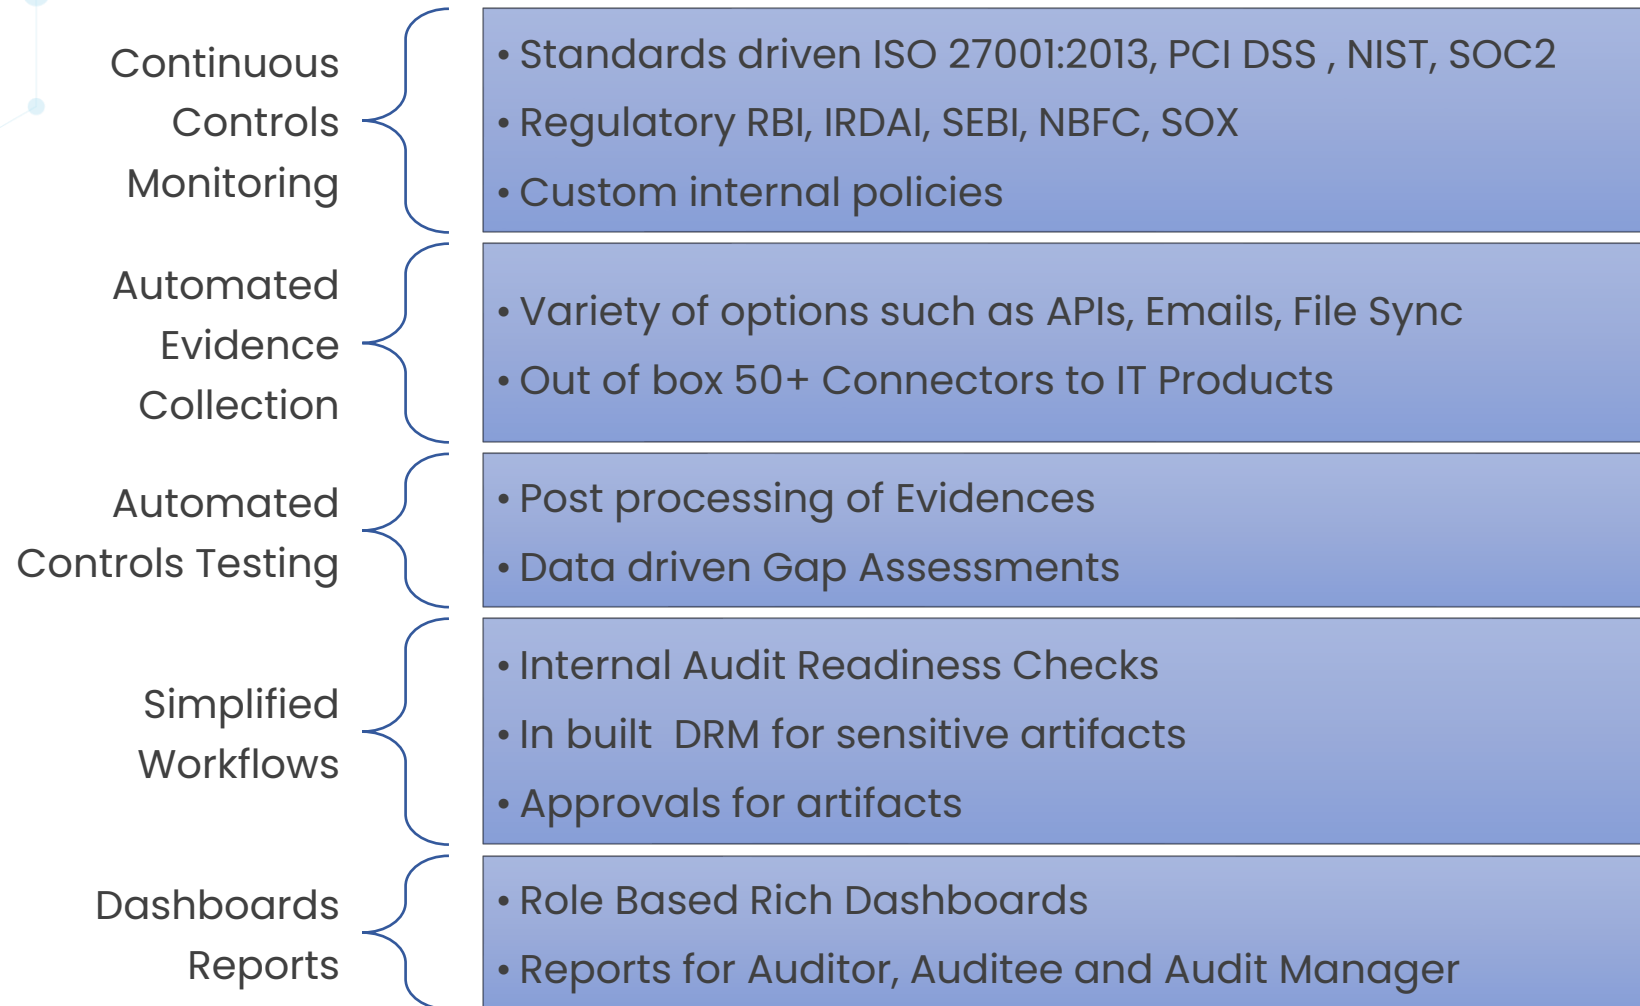 Continuous
Controls
Monitoring
• Standards driven ISO 27001:2013, PCI DSS , NIST, SOC2
• Regulatory RBI, IRDAI, SEBI, NBFC, SOX
• Custom internal policies
Automated
Evidence
Collection
• Variety of options such as APIs, Emails, File Sync
• Out of box 50+ Connectors to IT Products
Automated
Controls Testing
• Post processing of Evidences
• Data driven Gap Assessments
Simplified
Workflows
• Internal Audit Readiness Checks
• In built  DRM for sensitive artifacts
• Approvals for artifacts
Dashboards
Reports
• Role Based Rich Dashboards
• Reports for Auditor, Auditee and Audit Manager